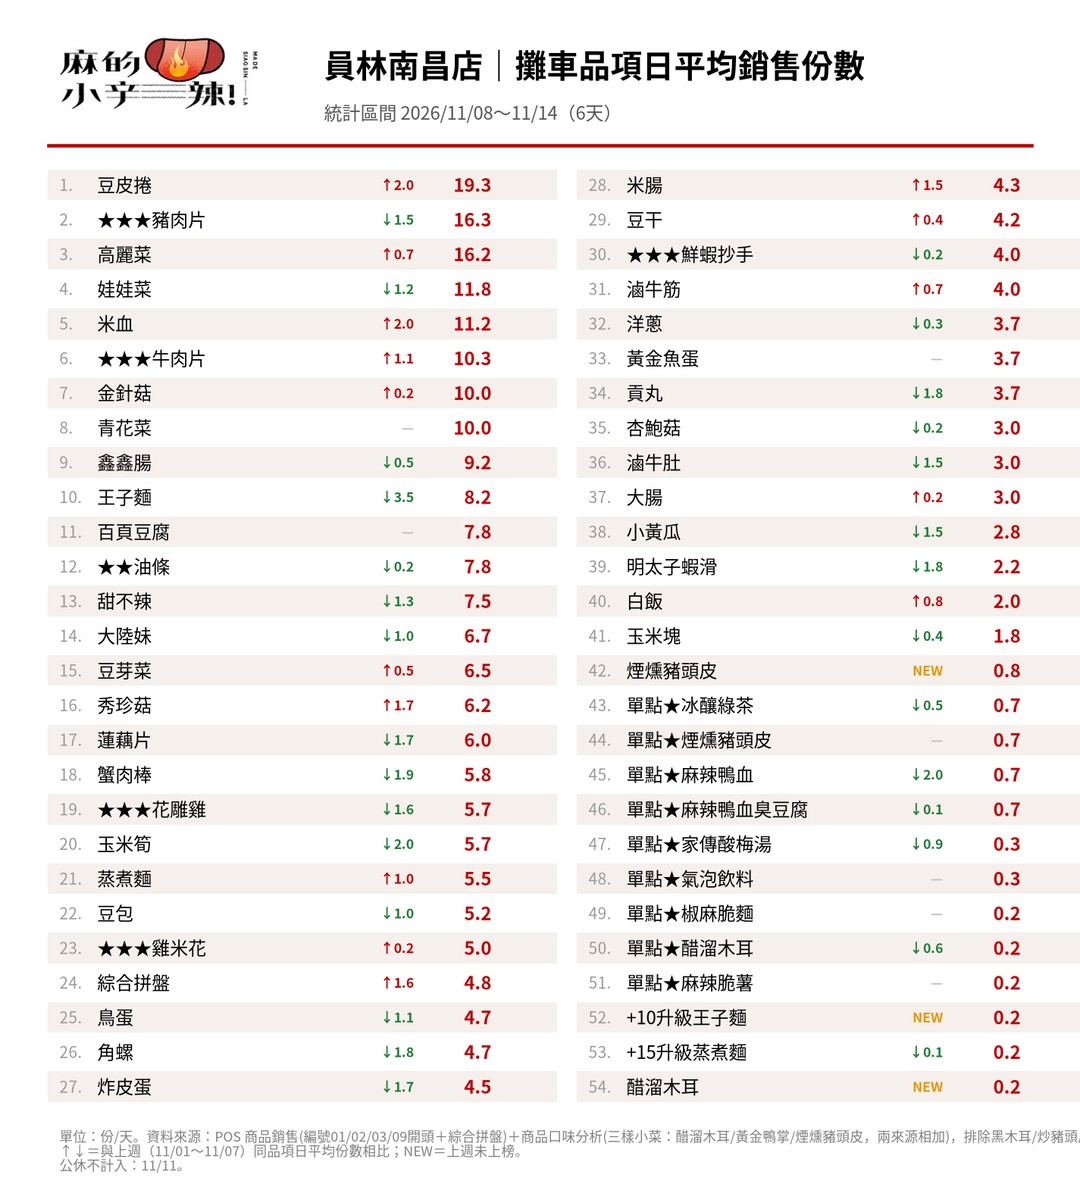 麻的
小辛辣!
MADE
SIAO SIN
LA
員林南昌店｜攤車品項日平均銷售份數
統計區間 2026/11/08～11/14（6天）
1. 豆皮捲 ↑2.0 19.3
2. ★★★豬肉片 ↓1.5 16.3
3. 高麗菜 ↑0.7 16.2
4. 娃娃菜 ↓1.2 11.8
5. 米血 ↑2.0 11.2
6. ★★★牛肉片 ↑1.1 10.3
7. 金針菇 ↑0.2 10.0
8. 青花菜 — 10.0
9. 鑫鑫腸 ↓0.5 9.2
10. 王子麵 ↓3.5 8.2
11. 百頁豆腐 — 7.8
12. ★★油條 ↓0.2 7.8
13. 甜不辣 ↓1.3 7.5
14. 大陸妹 ↓1.0 6.7
15. 豆芽菜 ↑0.5 6.5
16. 秀珍菇 ↑1.7 6.2
17. 蓮藕片 ↓1.7 6.0
18. 蟹肉棒 ↓1.9 5.8
19. ★★★花雕雞 ↓1.6 5.7
20. 玉米筍 ↓2.0 5.7
21. 蒸煮麵 ↑1.0 5.5
22. 豆包 ↓1.0 5.2
23. ★★★雞米花 ↑0.2 5.0
24. 綜合拼盤 ↑1.6 4.8
25. 鳥蛋 ↓1.1 4.7
26. 角螺 ↓1.8 4.7
27. 炸皮蛋 ↓1.7 4.5
28. 米腸 ↑1.5 4.3
29. 豆干 ↑0.4 4.2
30. ★★★鮮蝦抄手 ↓0.2 4.0
31. 滷牛筋 ↑0.7 4.0
32. 洋蔥 ↓0.3 3.7
33. 黃金魚蛋 — 3.7
34. 貢丸 ↓1.8 3.7
35. 杏鮑菇 ↓0.2 3.0
36. 滷牛肚 ↓1.5 3.0
37. 大腸 ↑0.2 3.0
38. 小黃瓜 ↓1.5 2.8
39. 明太子蝦滑 ↓1.8 2.2
40. 白飯 ↑0.8 2.0
41. 玉米塊 ↓0.4 1.8
42. 煙燻豬頭皮 NEW 0.8
43. 單點★冰釀綠茶 ↓0.5 0.7
44. 單點★煙燻豬頭皮 — 0.7
45. 單點★麻辣鴨血 ↓2.0 0.7
46. 單點★麻辣鴨血臭豆腐 ↓0.1 0.7
47. 單點★家傳酸梅湯 ↓0.9 0.3
48. 單點★氣泡飲料 — 0.3
49. 單點★椒麻脆麵 — 0.2
50. 單點★醋溜木耳 ↓0.6 0.2
51. 單點★麻辣脆薯 — 0.2
52. +10升級王子麵 NEW 0.2
53. +15升級蒸煮麵 ↓0.1 0.2
54. 醋溜木耳 NEW 0.2
單位：份/天。資料來源：POS 商品銷售(編號01/02/03/09開頭＋綜合拼盤)＋商品口味分析(三樣小菜：醋溜木耳/黃金鴨掌/煙燻豬頭皮，兩來源相加)，排除黑木耳/炒豬頭
↑↓＝與上週（11/01～11/07）同品項日平均份數相比；NEW＝上週未上榜。
公休不計入：11/11。